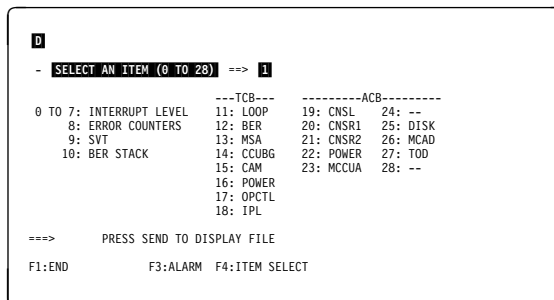 D
- SELECT AN ITEM (0 TO 28) ==> 1
---TCB--- ---------ACB---------
0 TO 7: INTERRUPT LEVEL 11: LOOP 19: CNSL 24: --
8: ERROR COUNTERS 12: BER 20: CNSR1 25: DISK
9: SVT 13: MSA 21: CNSR2 26: MCAD
10: BER STACK 14: CCUBG 22: POWER 27: TOD
15: CAM 23: MCCUA 28: --
16: POWER
17: OPCTL
18: IPL
===> PRESS SEND TO DISPLAY FILE
F1:END F3:ALARM F4:ITEM SELECT